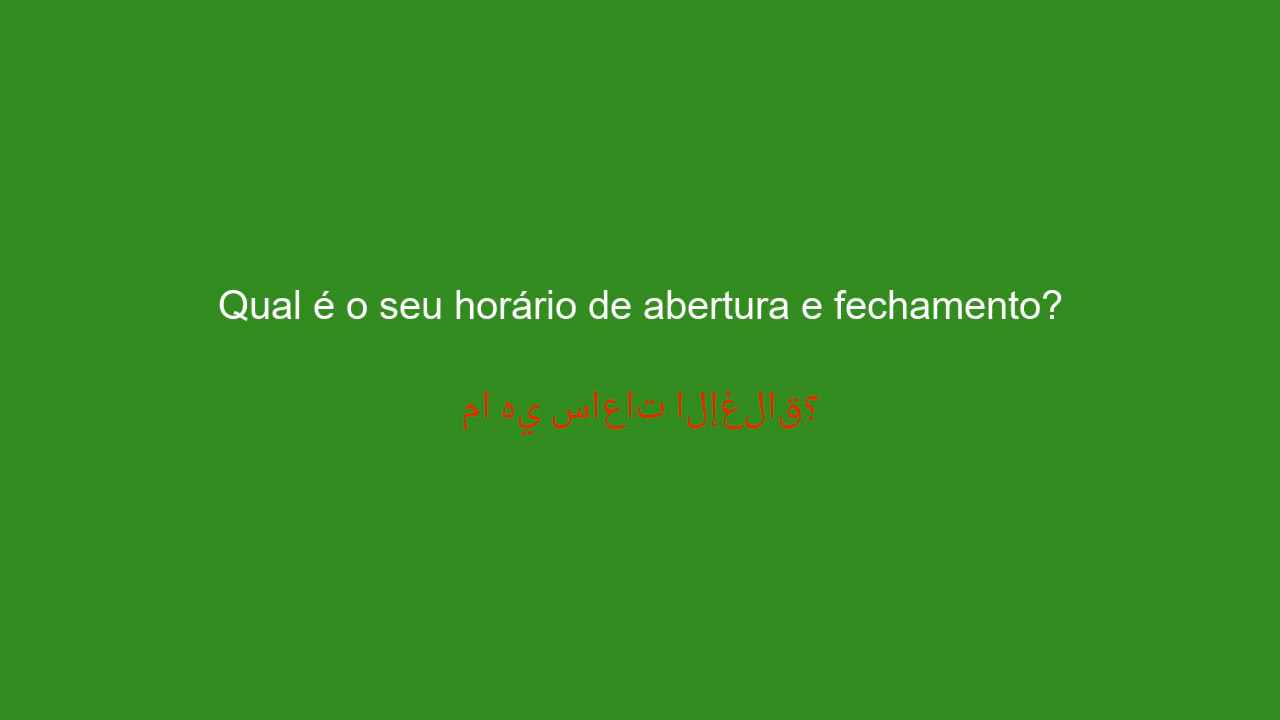 Qual é o seu horário de abertura e fechamento?
ما هي ساعات الإغلاق؟